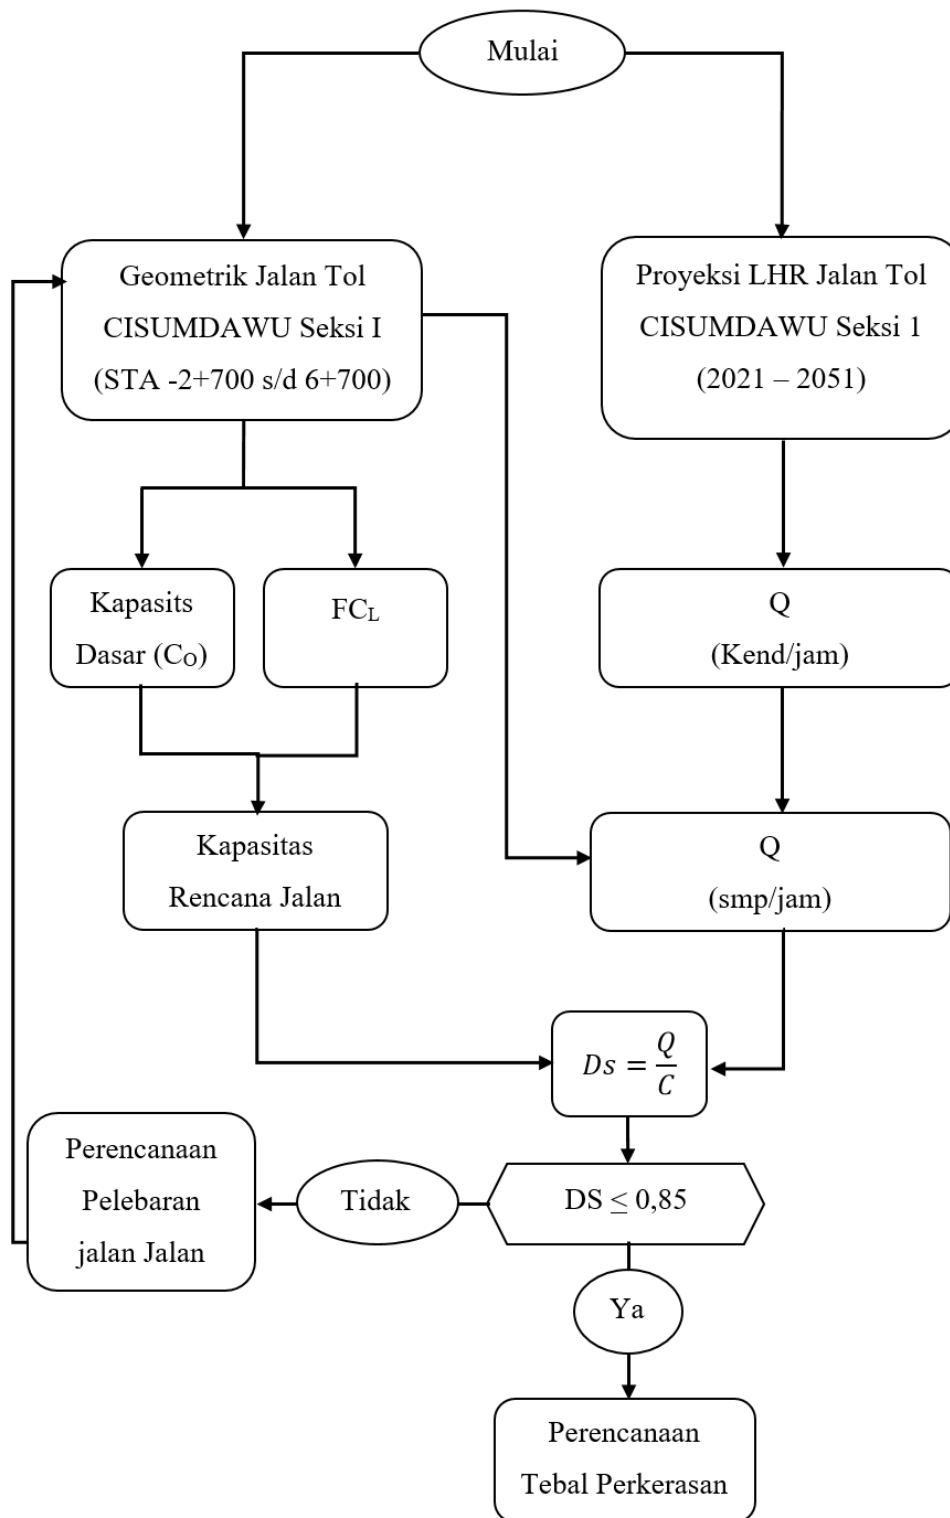 Mulai
Geometrik Jalan Tol
CISUMDAWU Seksi I
(STA -2+700 s/d 6+700)
Proyeksi LHR Jalan Tol
CISUMDAWU Seksi 1
(2021 – 2051)
Kapasits
Dasar (CO)
FCL
Q
(Kend/jam)
Kapasitas
Rencana Jalan
Q
(smp/jam)
Ds = Q/C
Perencanaan
Pelebaran
jalan Jalan
Tidak
DS ≤ 0,85
Ya
Perencanaan
Tebal Perkerasan